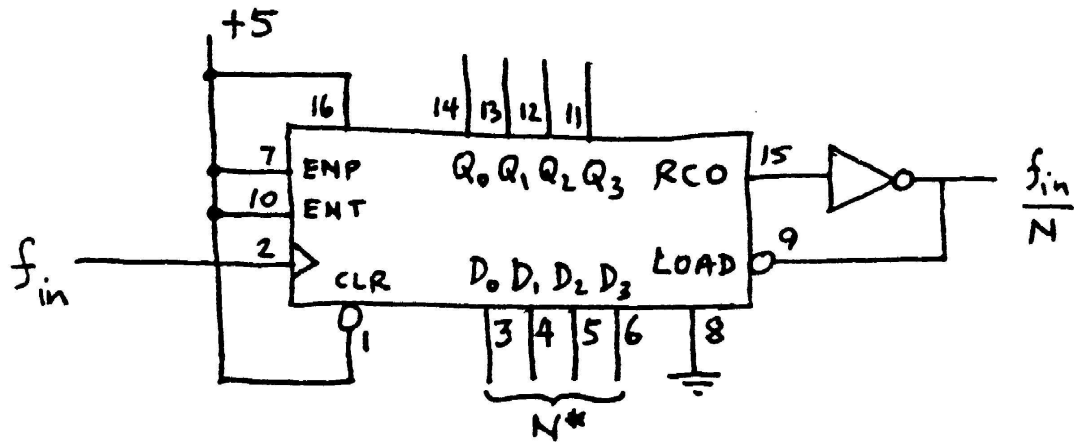 +5
16 14 13 12 11
7 ENP Q0 Q1 Q2 Q3 RCO 15
10 ENT
fin 2 CLR D0 D1 D2 D3 LOAD 9
fin/N
1 3 4 5 6 8
N*